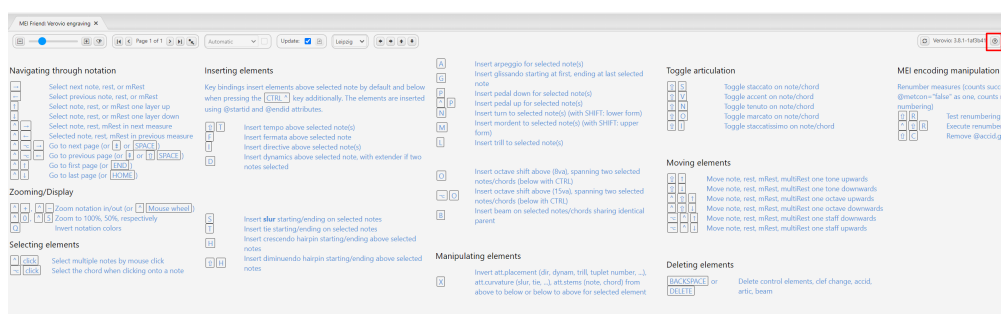 MEI Friend: Verovio engraving X
Page 1 of 1
Automatic
Update:
Leipzig
Verovio 3.8.1-1af3b41
Navigating through notation
→ Select next note, rest, or mRest
← Select previous note, rest, or mRest
↑ Select note, rest, or mRest one layer up
↓ Select note, rest, or mRest one layer down
^ → Select note, rest, mRest in next measure
^ ← Selected note, rest, mRest in previous measure
^ ⌥ → Go to next page (or ⇟ or SPACE)
^ ⌥ ← Go to previous page (or ⇞ or ⇧ SPACE)
^ ↑ Go to first page (or END)
^ ↓ Go to last page (or HOME)
Zooming/Display
^ +, ^ − Zoom notation in/out (or ^ Mouse wheel)
^ 0, ^ 5 Zoom to 100%, 50%, respectively
Invert notation colors
Selecting elements
^ click Select multiple notes by mouse click
⌥ click Select the chord when clicking onto a note
Inserting elements
Key bindings insert elements above selected note by default and below
when pressing the CTRL ^ key additionally. The elements are inserted
using @startid and @endid attributes.
⇧ T Insert tempo above selected note(s)
F Insert fermata above selected note
I Insert directive above selected note(s)
D Insert dynamics above selected note, with extender if two
notes selected
S Insert slur starting/ending on selected notes
T Insert tie starting/ending on selected notes
H Insert crescendo hairpin starting/ending above selected
notes
⇧ H Insert diminuendo hairpin starting/ending above selected
notes
A Insert arpeggio for selected note(s)
G Insert glissando starting at first, ending at last selected
note
P Insert pedal down for selected note(s)
^ P Insert pedal up for selected note(s)
N Insert turn to selected note(s) (with SHIFT: lower form)
M Insert mordent to selected note(s) (with SHIFT: upper
form)
L Insert trill to selected note(s)
O Insert octave shift above (8va), spanning two selected
notes/chords (below with CTRL)
⌥ O Insert octave shift above (15va), spanning two selected
notes/chords (below ith CTRL)
B Insert beam on selected notes/chords sharing identical
parent
Manipulating elements
X Invert att.placement (dir, dynam, trill, tuplet number, ...),
att.curvature (slur, tie, ...), att.stems (note, chord) from
above to below or below to above for selected element
Toggle articulation
⇧ S Toggle staccato on note/chord
⇧ V Toggle accent on note/chord
⇧ N Toggle tenuto on note/chord
⇧ O Toggle marcato on note/chord
⇧ I Toggle staccatissimo on note/chord
Moving elements
⇧ ↑ Move note, rest, mRest, multiRest one tone upwards
⇧ ↓ Move note, rest, mRest, multiRest one tone downwards
^ ⇧ ↑ Move note, rest, mRest, multiRest one octave upwards
^ ⇧ ↓ Move note, rest, mRest, multiRest one octave downwards
⌥ ^ ↑ Move note, rest, mRest, multiRest one staff downwards
⌥ ^ ↓ Move note, rest, mRest, multiRest one staff upwards
Deleting elements
BACKSPACE or Delete control elements, clef change, accid,
DELETE artic, beam
MEI encoding manipulation
Renumber measures (counts succ
@metcon="false" as one, counts
numbering)
⇧ R Test renumbering
^ ⇧ R Execute renumber
⇧ C Remove @accid.g